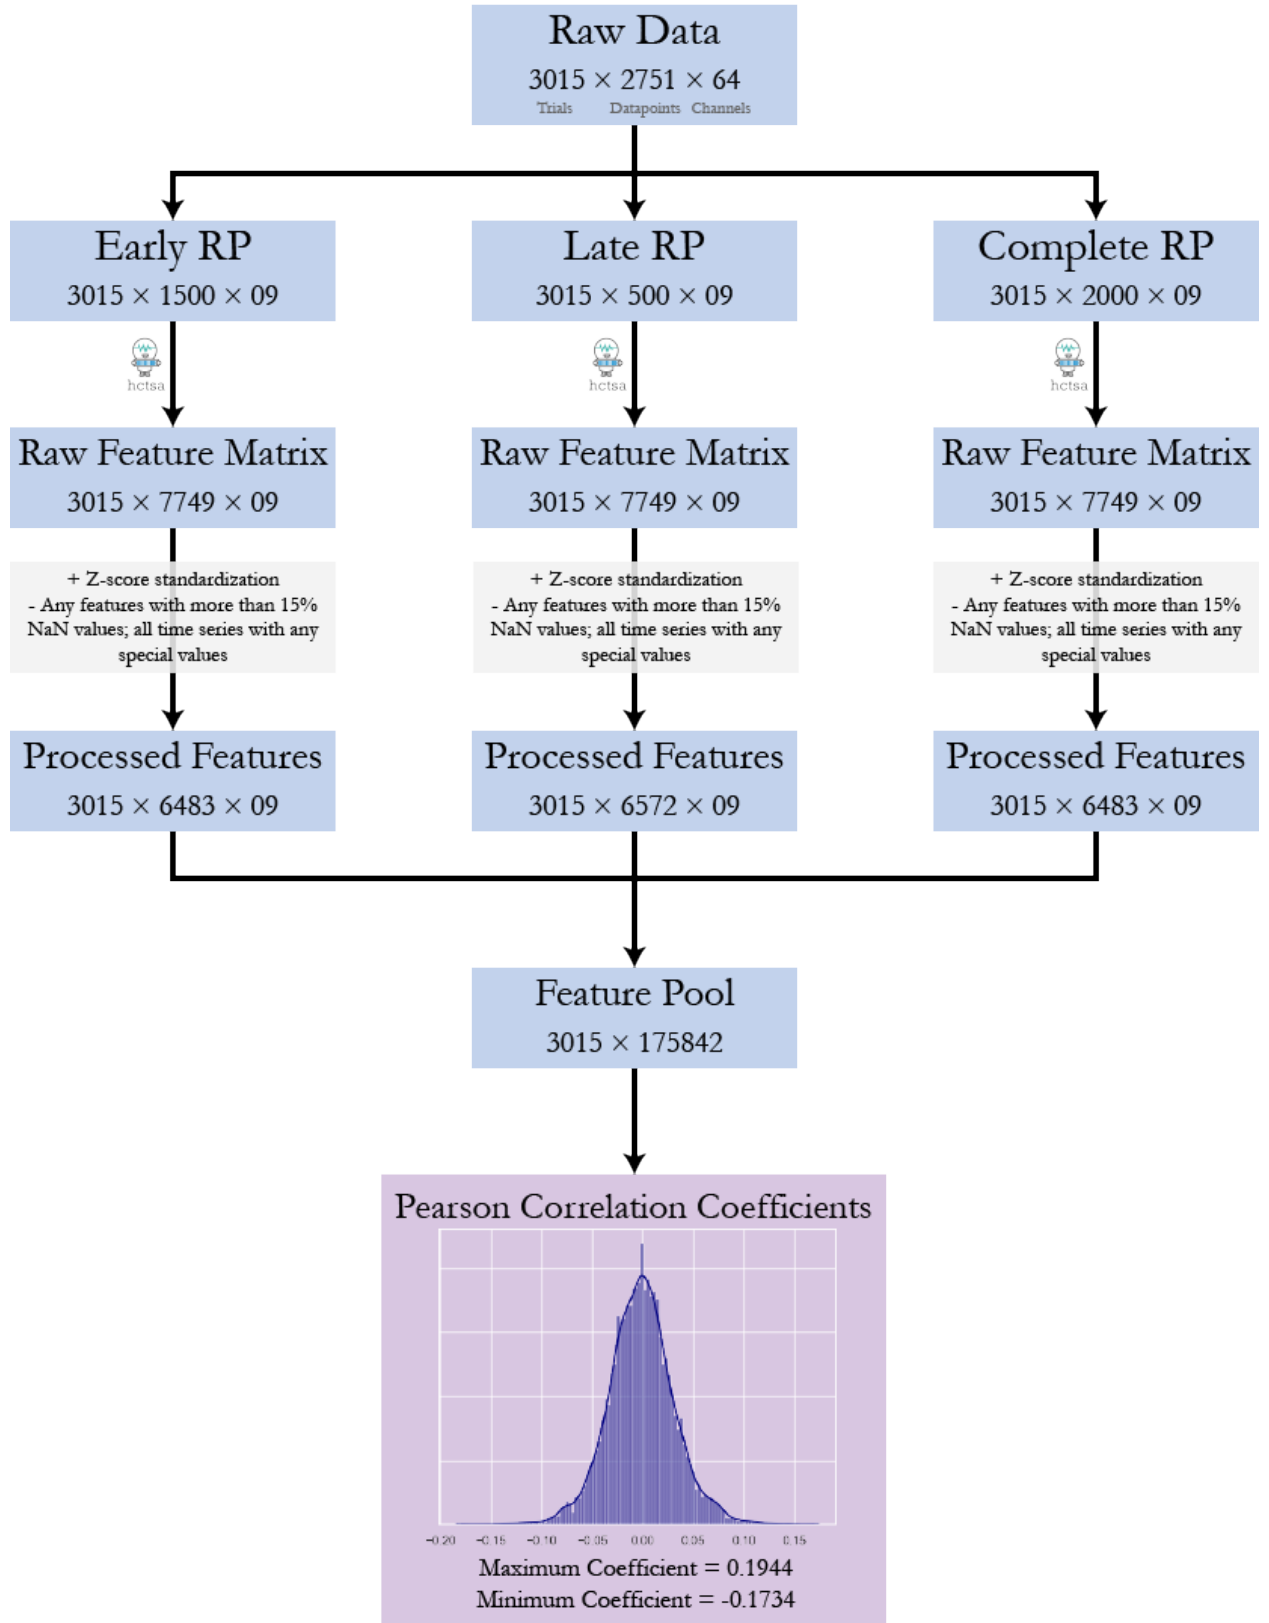 Raw Data
3015 × 2751 × 64
Trials Datapoints Channels
Early RP
3015 × 1500 × 09
Late RP
3015 × 500 × 09
Complete RP
3015 × 2000 × 09
hctsa
hctsa
hctsa
Raw Feature Matrix
3015 × 7749 × 09
Raw Feature Matrix
3015 × 7749 × 09
Raw Feature Matrix
3015 × 7749 × 09
+ Z-score standardization
- Any features with more than 15%
NaN values; all time series with any
special values
+ Z-score standardization
- Any features with more than 15%
NaN values; all time series with any
special values
+ Z-score standardization
- Any features with more than 15%
NaN values; all time series with any
special values
Processed Features
3015 × 6483 × 09
Processed Features
3015 × 6572 × 09
Processed Features
3015 × 6483 × 09
Feature Pool
3015 × 175842
Pearson Correlation Coefficients
−0.20 −0.15 −0.10 −0.05 0.00 0.05 0.10 0.15
Maximum Coefficient = 0.1944
Minimum Coefficient = -0.1734